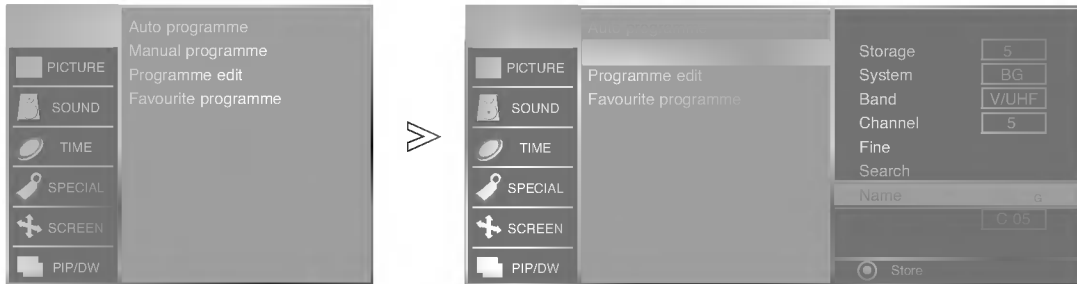 Auto programme
Manual programme
Programme edit
Favourite programme
PICTURE
SOUND
TIME
SPECIAL
SCREEN
PIP/DW
Auto programme
Programme edit
Favourite programme
PICTURE
SOUND
TIME
SPECIAL
SCREEN
PIP/DW
Storage 5
System BG
Band V/UHF
Channel 5
Fine
Search
Name G
C 05
Store